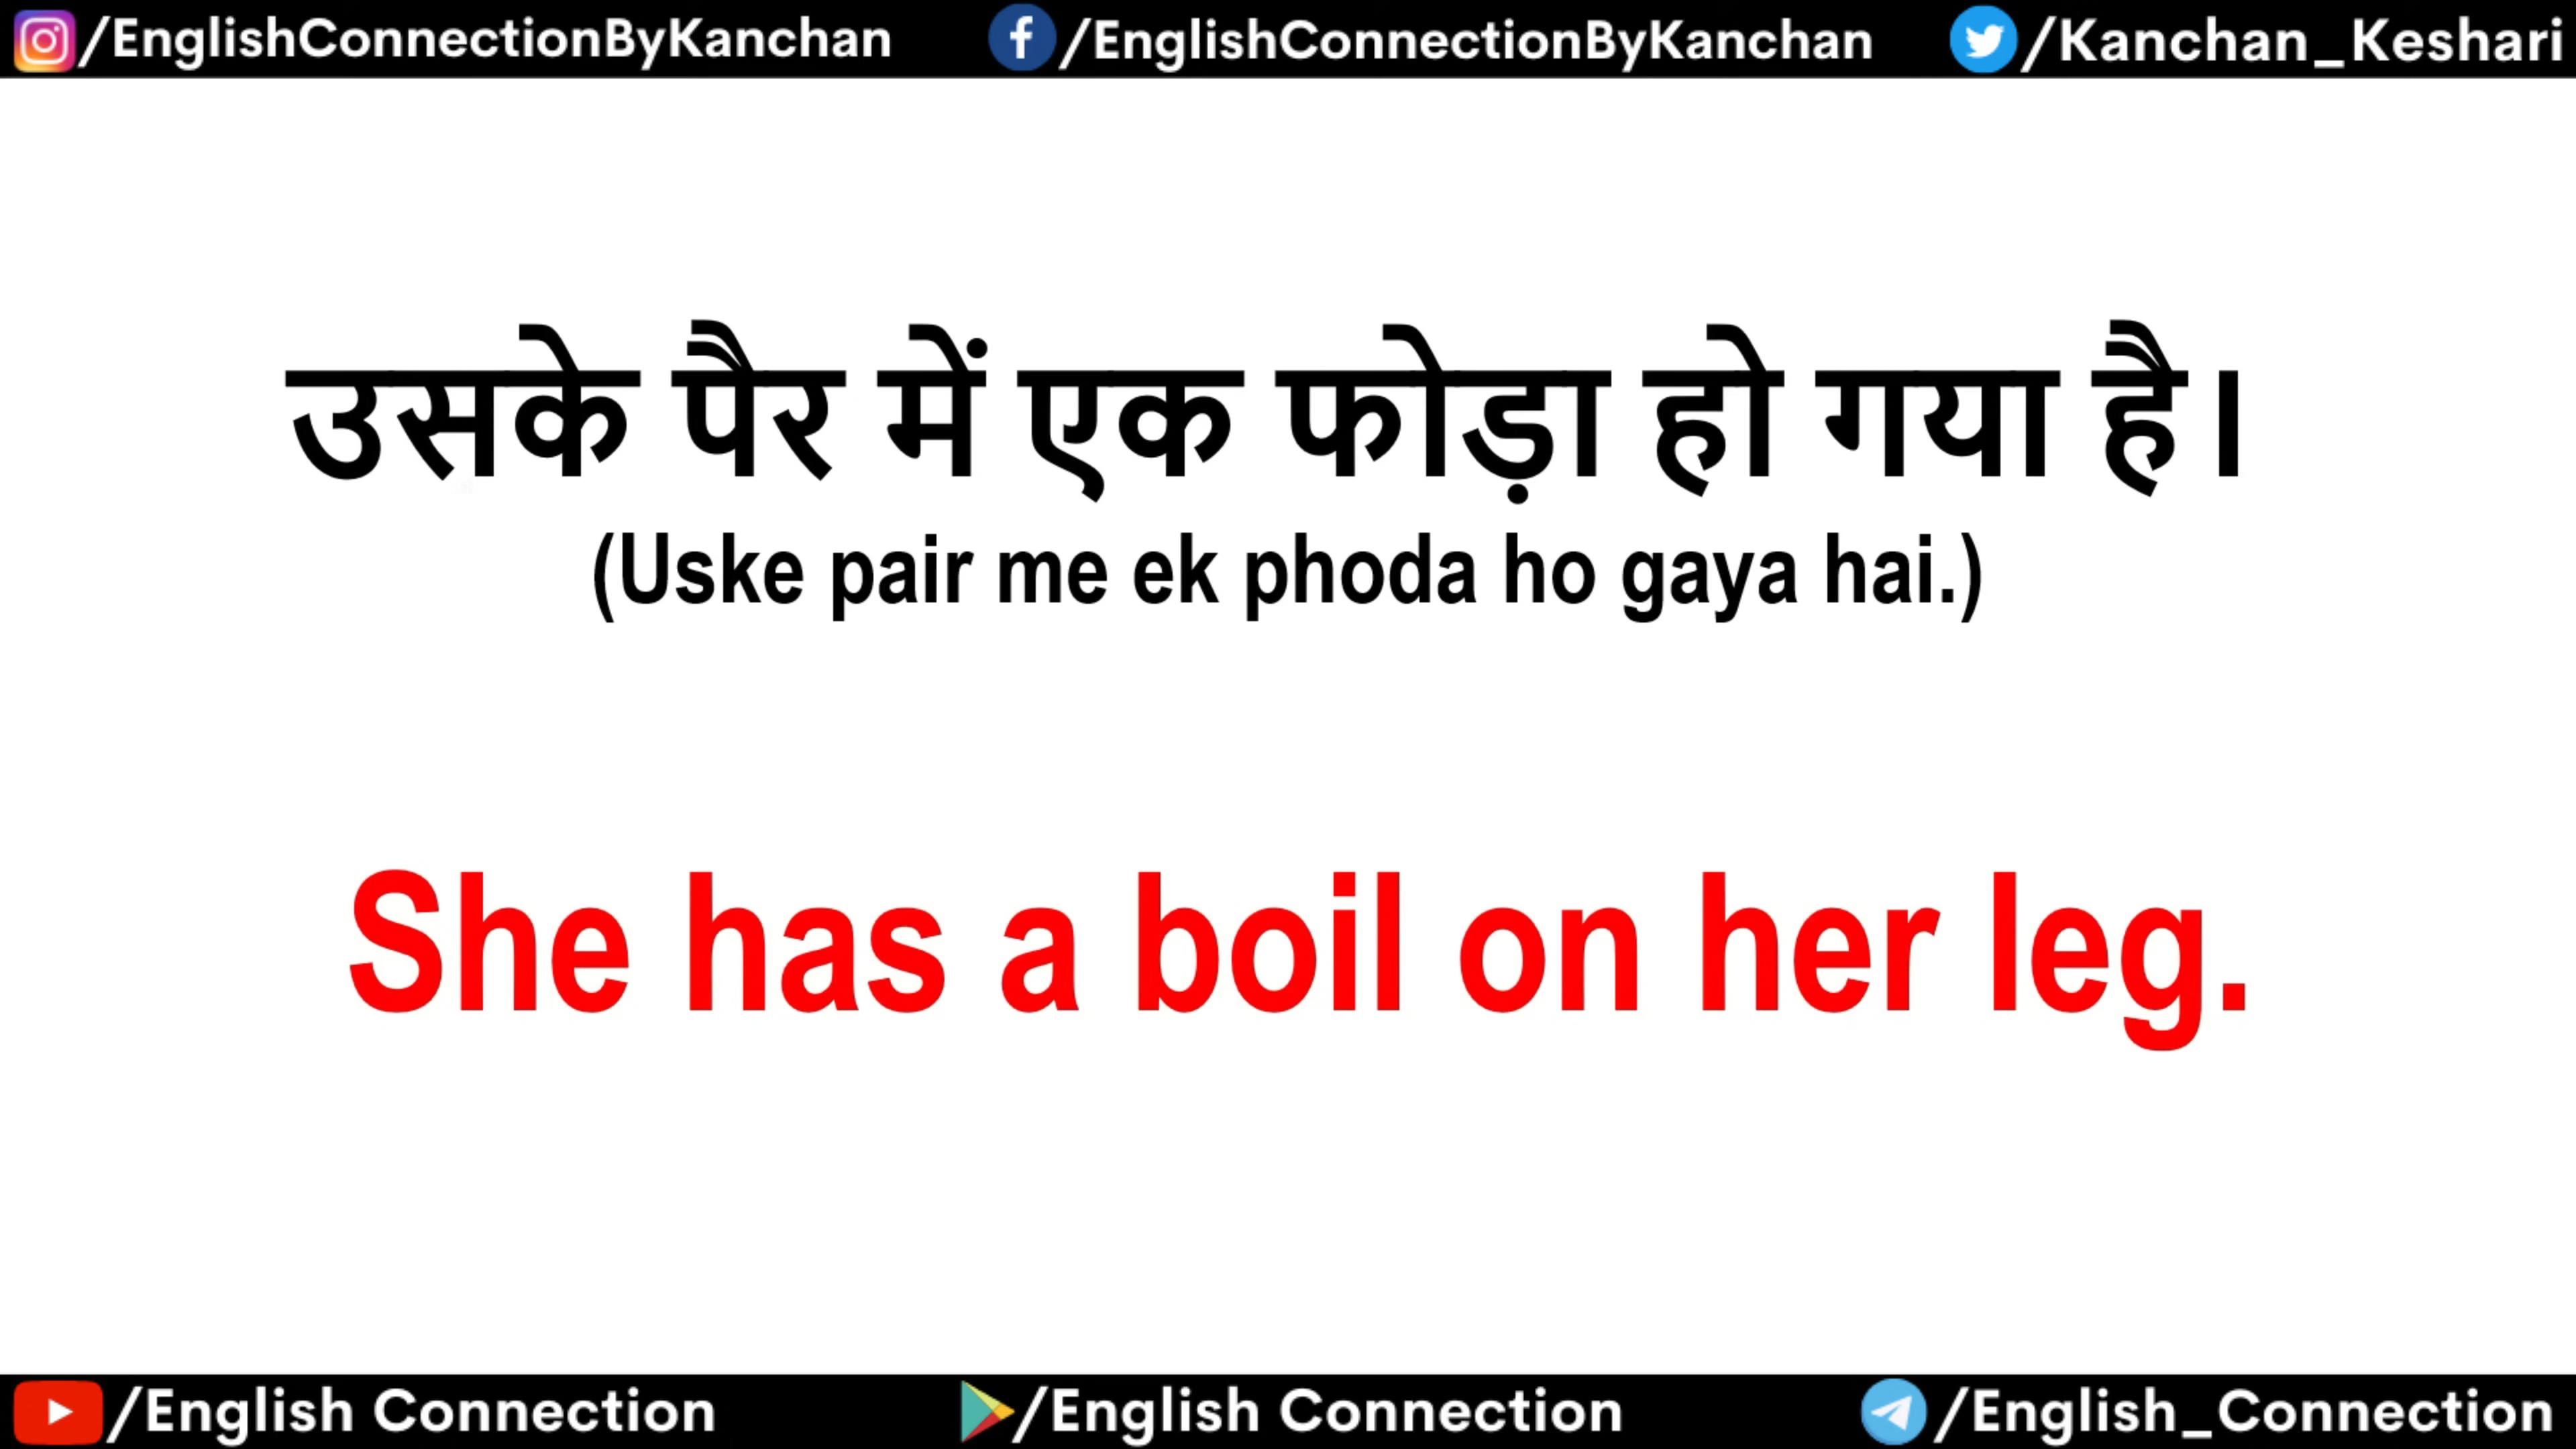 /EnglishConnectionByKanchan /EnglishConnectionByKanchan /Kanchan_Keshari
उसके पैर में एक फोड़ा हो गया है।
(Uske pair me ek phoda ho gaya hai.)
She has a boil on her leg.
/English Connection /English Connection /English_Connection